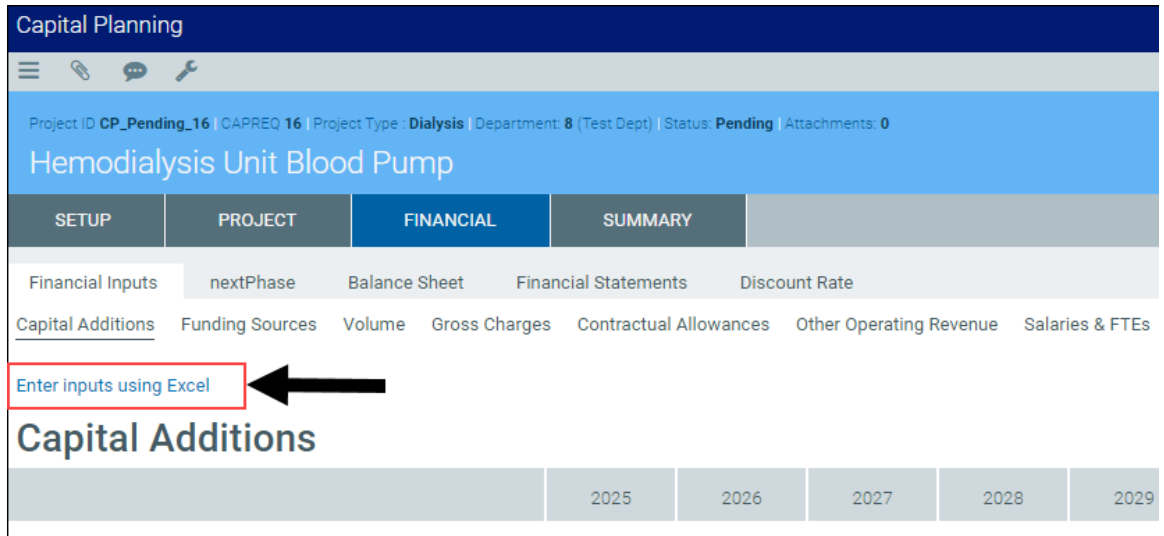 Capital Planning
Project ID CP_Pending_16 | CAPREQ 16 | Project Type : Dialysis | Department: 8 (Test Dept) | Status: Pending | Attachments: 0
Hemodialysis Unit Blood Pump
SETUP PROJECT FINANCIAL SUMMARY
Financial Inputs nextPhase Balance Sheet Financial Statements Discount Rate
Capital Additions Funding Sources Volume Gross Charges Contractual Allowances Other Operating Revenue Salaries & FTEs
Enter inputs using Excel
Capital Additions
2025 2026 2027 2028 2029